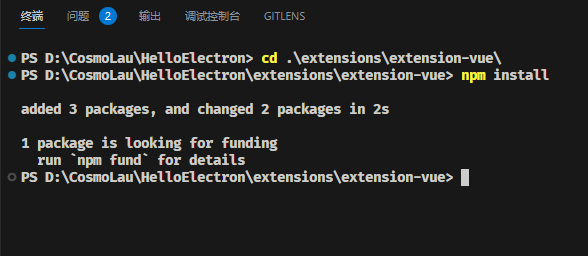 终端 问题 2 输出 调试控制台 GITLENS
PS D:\CosmoLau\HelloElectron> cd .\extensions\extension-vue\
PS D:\CosmoLau\HelloElectron\extensions\extension-vue> npm install
added 3 packages, and changed 2 packages in 2s
1 package is looking for funding
run `npm fund` for details
PS D:\CosmoLau\HelloElectron\extensions\extension-vue>